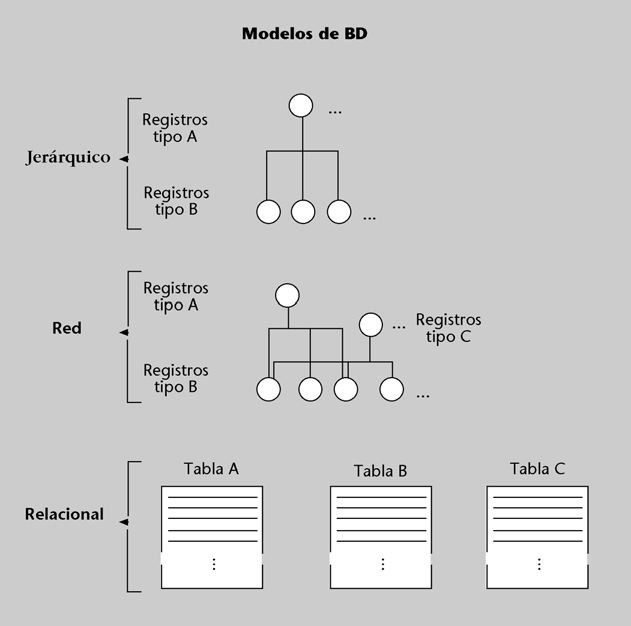 Modelos de BD
Jerárquico
Registros
tipo A
...
Registros
tipo B
...
Red
Registros
tipo A
... Registros
tipo C
Registros
tipo B
...
Relacional
Tabla A
Tabla B
Tabla C